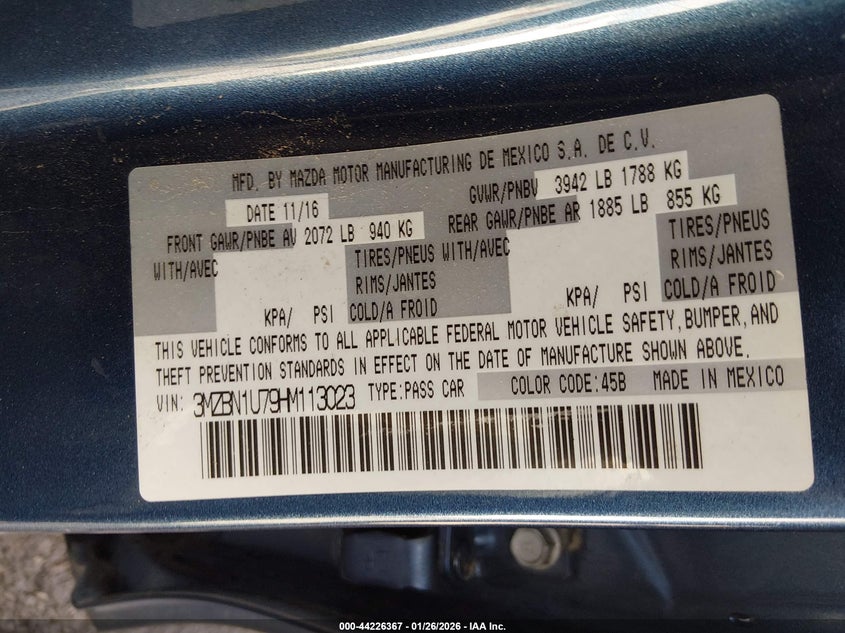 MFD. BY MAZDA MOTOR MANUFACTURING DE MEXICO S.A. DE C.V.
DATE 11/16 GVWR/PNBV 3942 LB 1788 KG
FRONT GAWR/PNBE AV 2072 LB 940 KG REAR GAWR/PNBE AR 1885 LB 855 KG
WITH/AVEC TIRES/PNEUS WITH/AVEC TIRES/PNEUS
RIMS/JANTES RIMS/JANTES
KPA/ PSI COLD/A FROID KPA/ PSI COLD/A FROID
THIS VEHICLE CONFORMS TO ALL APPLICABLE FEDERAL MOTOR VEHICLE SAFETY, BUMPER, AND
THEFT PREVENTION STANDARDS IN EFFECT ON THE DATE OF MANUFACTURE SHOWN ABOVE.
VIN: 3MZBN1U79HM113023 TYPE:PASS CAR COLOR CODE:45B MADE IN MEXICO
000-44226367 - 01/26/2026 - IAA Inc.